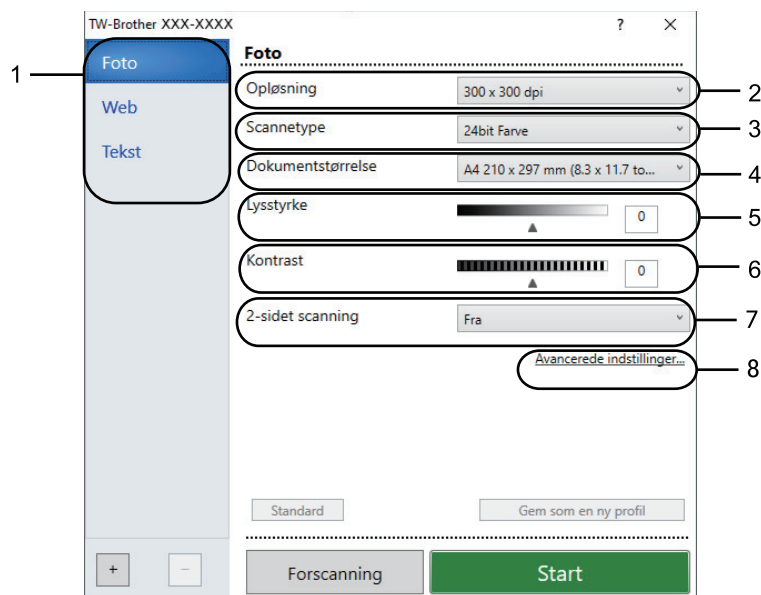 TW-Brother XXX-XXXX ?
1
Foto
Web
Tekst
Foto
Opløsning 300 x 300 dpi 2
Scannetype 24bit Farve 3
Dokumentstørrelse A4 210 x 297 mm (8.3 x 11.7 to... 4
Lysstyrke 0 5
Kontrast 0 6
2-sidet scanning Fra 7
Avancerede indstillinger... 8
Standard Gem som en ny profil
+ − Forscanning Start